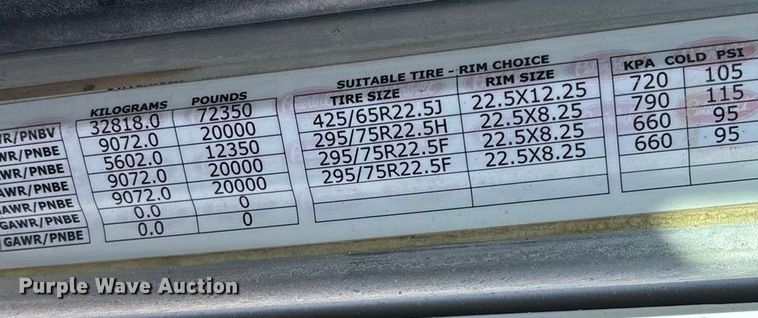 SUITABLE TIRE - RIM CHOICE
KILOGRAMS POUNDS TIRE SIZE RIM SIZE KPA COLD PSI
VR/PNBV 32818.0 72350
WR/PNBE 9072.0 20000 425/65R22.5J 22.5X12.25 720 105
WR/PNBE 5602.0 12350 295/75R22.5H 22.5X8.25 790 115
WR/PNBE 9072.0 20000 295/75R22.5F 22.5X8.25 660 95
AWR/PNBE 9072.0 20000 295/75R22.5F 22.5X8.25 660 95
GAWR/PNBE 0.0 0
GAWR/PNBE 0.0 0
Purple Wave Auction